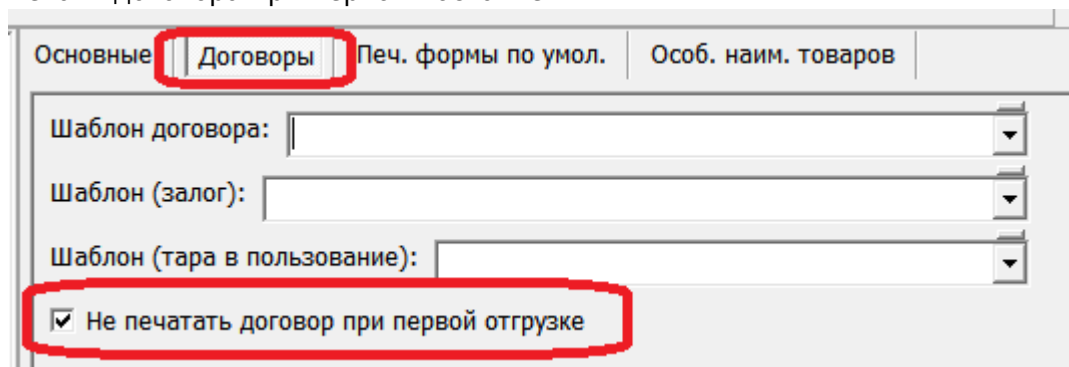 Основные Договоры Печ. формы по умол. Особ. наим. товаров
Шаблон договора:
Шаблон (залог):
Шаблон (тара в пользование):
Не печатать договор при первой отгрузке